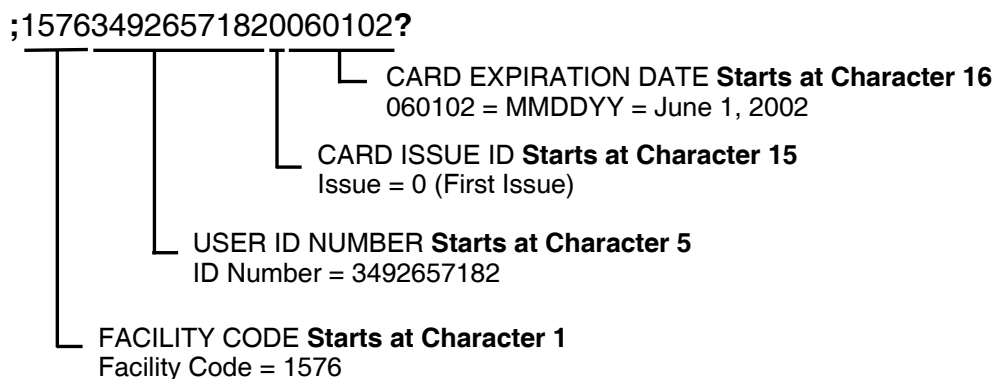 ;157634926571820060102?
CARD EXPIRATION DATE Starts at Character 16
060102 = MMDDYY = June 1, 2002
CARD ISSUE ID Starts at Character 15
Issue = 0 (First Issue)
USER ID NUMBER Starts at Character 5
ID Number = 3492657182
FACILITY CODE Starts at Character 1
Facility Code = 1576